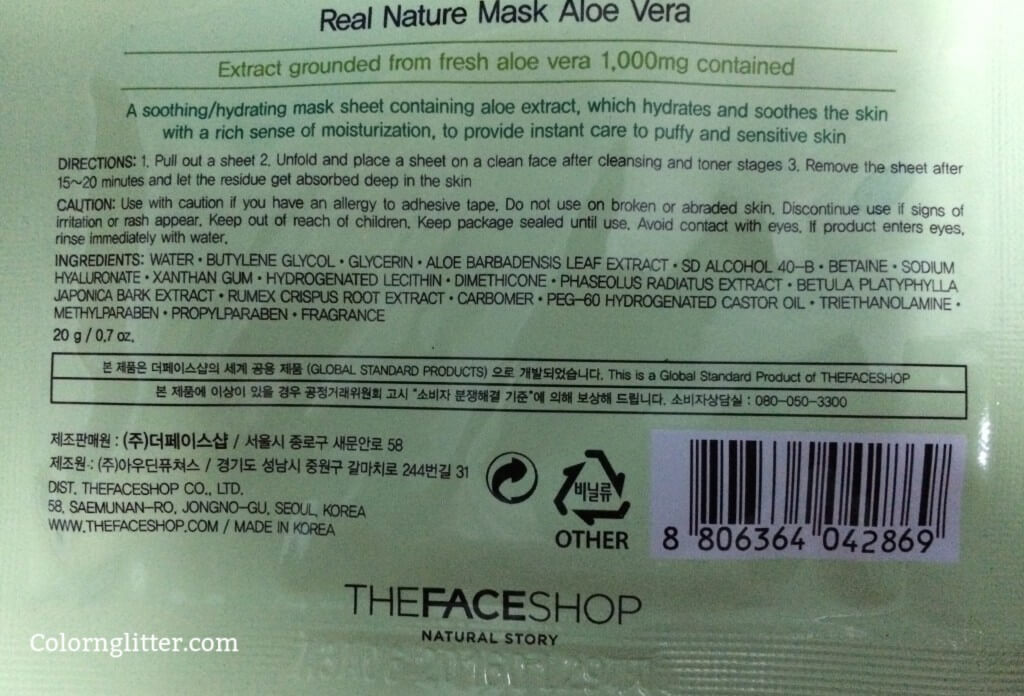 Real Nature Mask Aloe Vera
Extract grounded from fresh aloe vera 1,000mg contained
A soothing/hydrating mask sheet containing aloe extract, which hydrates and soothes the skin
with a rich sense of moisturization, to provide instant care to puffy and sensitive skin
DIRECTIONS: 1. Pull out a sheet 2. Unfold and place a sheet on a clean face after cleansing and toner stages 3. Remove the sheet after
15~20 minutes and let the residue get absorbed deep in the skin
CAUTION: Use with caution if you have an allergy to adhesive tape. Do not use on broken or abraded skin. Discontinue use if signs of
irritation or rash appear. Keep out of reach of children. Keep package sealed until use. Avoid contact with eyes. If product enters eyes,
rinse immediately with water.
INGREDIENTS: WATER • BUTYLENE GLYCOL • GLYCERIN • ALOE BARBADENSIS LEAF EXTRACT • SD ALCOHOL 40-B • BETAINE • SODIUM
HYALURONATE • XANTHAN GUM • HYDROGENATED LECITHIN • DIMETHICONE • PHASEOLUS RADIATUS EXTRACT • BETULA PLATYPHYLLA
JAPONICA BARK EXTRACT • RUMEX CRISPUS ROOT EXTRACT • CARBOMER • PEG-60 HYDROGENATED CASTOR OIL • TRIETHANOLAMINE •
METHYLPARABEN • PROPYLPARABEN • FRAGRANCE
20 g / 0.7 oz.
본 제품은 더페이스샵의 세계 공용 제품 (GLOBAL STANDARD PRODUCTS) 으로 개발되었습니다. This is a Global Standard Product of THEFACESHOP
본 제품에 이상이 있을 경우 공정거래위원회 고시 "소비자 분쟁해결 기준"에 의해 보상해 드립니다. 소비자상담실 : 080-050-3300
제조판매원 : (주)더페이스샵 / 서울시 종로구 새문안로 58
제조원 : (주)아우딘퓨쳐스 / 경기도 성남시 중원구 갈마치로 244번길 31
DIST. THEFACESHOP CO., LTD.
58, SAEMUNAN-RO, JONGNO-GU, SEOUL, KOREA
WWW.THEFACESHOP.COM / MADE IN KOREA
비닐류
OTHER
8 806364 042869
THEFACESHOP
NATURAL STORY
Colornglitter.com